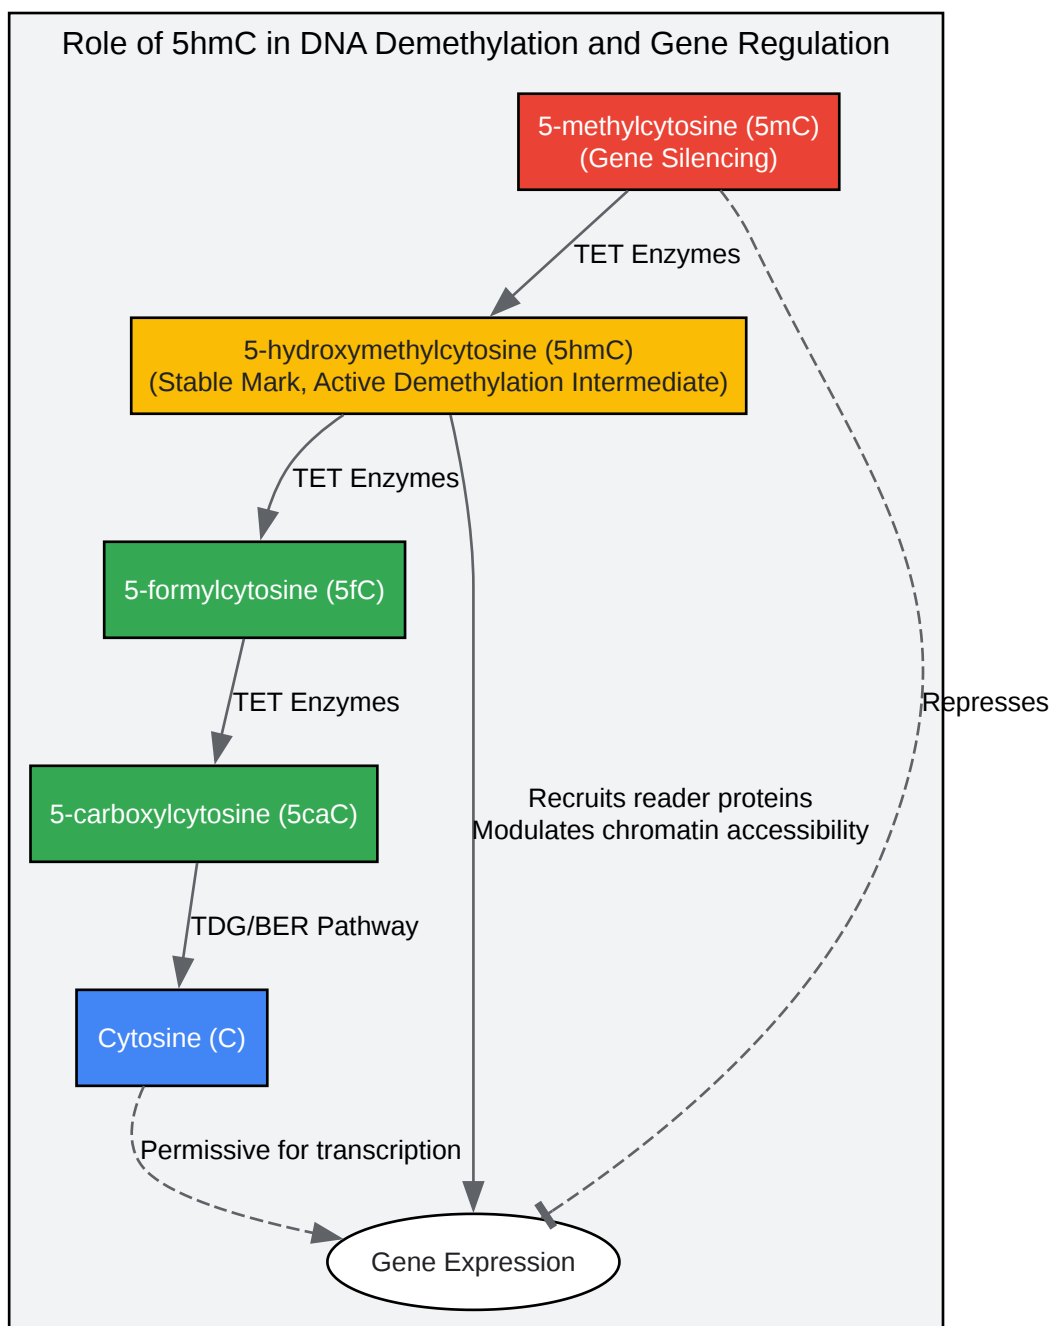 Role of 5hmC in DNA Demethylation and Gene Regulation
5-methylcytosine (5mC)
(Gene Silencing)
TET Enzymes
5-hydroxymethylcytosine (5hmC)
(Stable Mark, Active Demethylation Intermediate)
TET Enzymes
5-formylcytosine (5fC)
TET Enzymes
Represses
5-carboxylcytosine (5caC)
Recruits reader proteins
Modulates chromatin accessibility
TDG/BER Pathway
Cytosine (C)
Permissive for transcription
Gene Expression